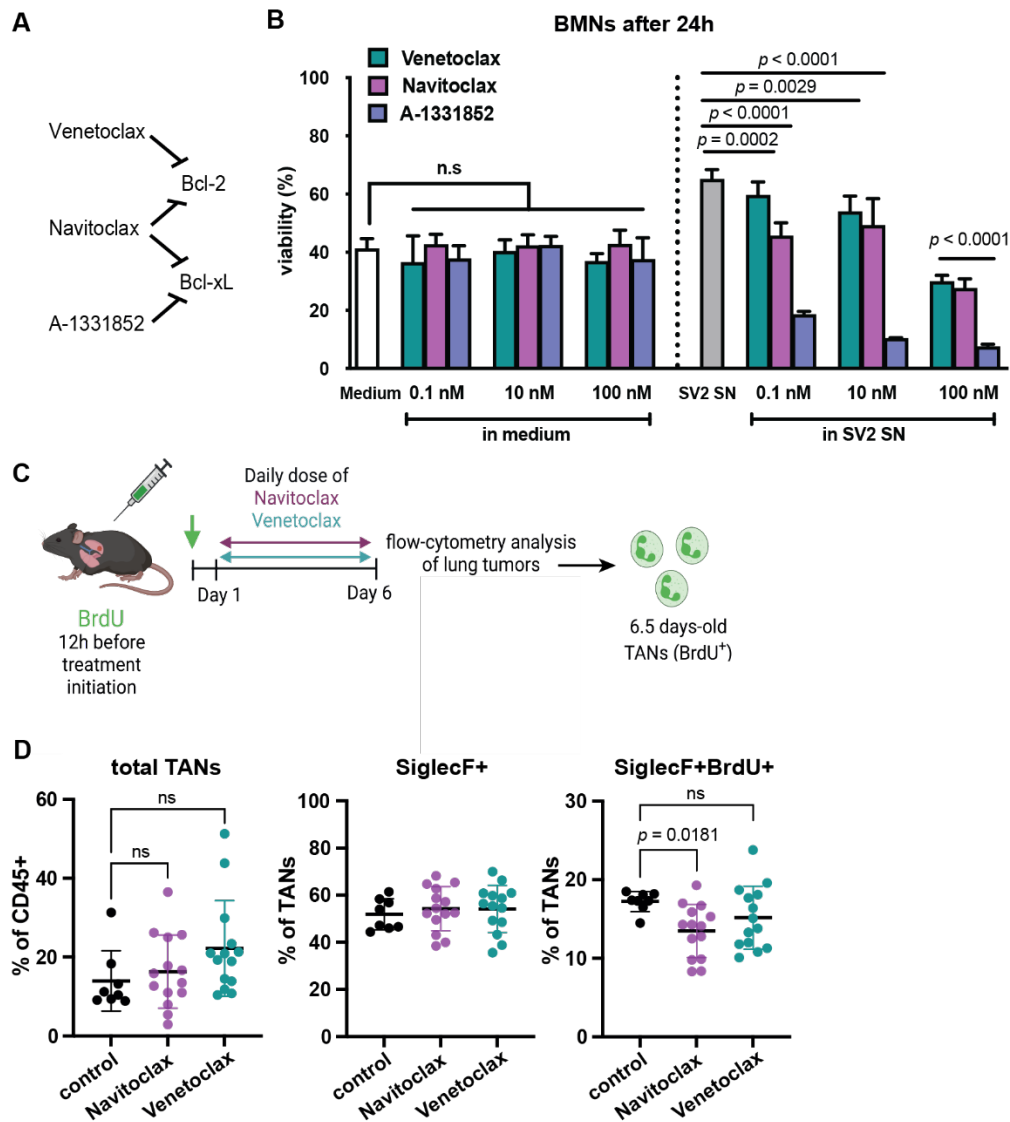 A
Venetoclax
Bcl-2
Navitoclax
Bcl-xL
A-1331852
B
BMNs after 24h
Venetoclax
Navitoclax
A-1331852
n.s
p < 0.0001
p = 0.0029
p < 0.0001
p = 0.0002
p < 0.0001
viability (%)
100
80
60
40
20
0
Medium 0.1 nM 10 nM 100 nM SV2 SN 0.1 nM 10 nM 100 nM
in medium in SV2 SN
C
Daily dose of
Navitoclax
Venetoclax
Day 1 Day 6
BrdU
12h before
treatment
initiation
flow-cytometry analysis
of lung tumors
6.5 days-old
TANs (BrdU+)
D
total TANs
ns
ns
% of CD45+
60
40
20
0
control
Navitoclax
Venetoclax
SiglecF+
% of TANs
100
80
60
40
20
0
control
Navitoclax
Venetoclax
SiglecF+BrdU+
ns
p = 0.0181
% of TANs
30
20
10
0
control
Navitoclax
Venetoclax